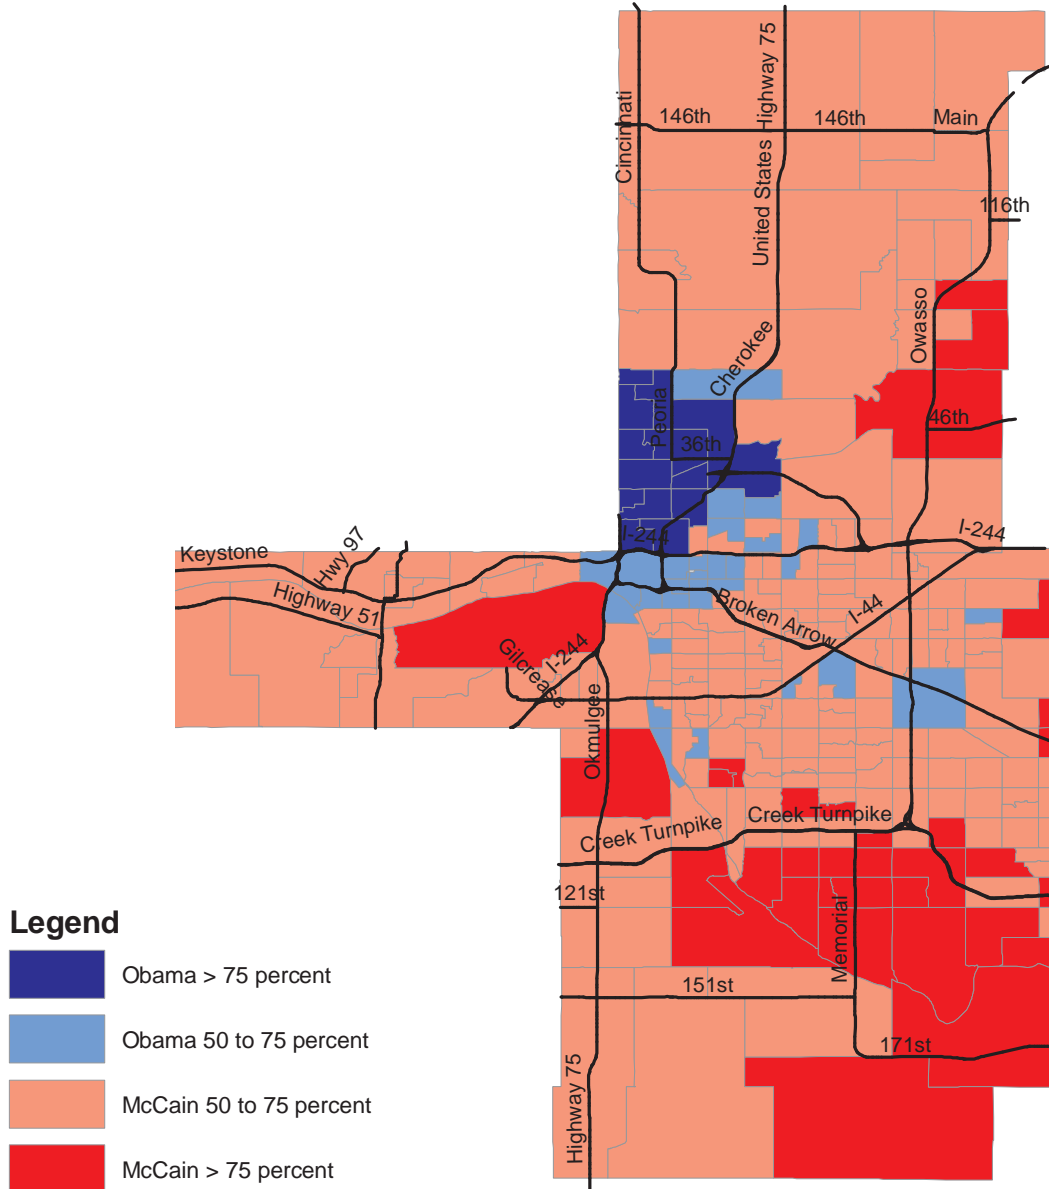 United States Highway 75
Cincinnati
146th
146th
Main
116th
Owasso
Cherokee
Peoria
46th
36th
I-244
I-244
Keystone
Hwy 97
Highway 51
Broken Arrow
I-44
Gilcrease
I-244
Okmulgee
Creek Turnpike
Creek Turnpike
121st
Memorial
151st
171st
Highway 75
Legend
Obama > 75 percent
Obama 50 to 75 percent
McCain 50 to 75 percent
McCain > 75 percent